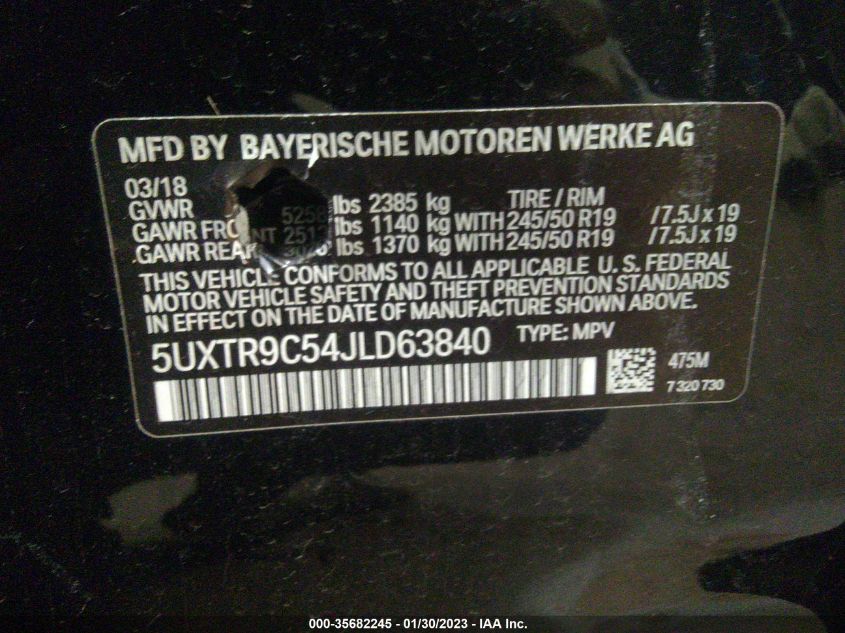 MFD BY BAYERISCHE MOTOREN WERKE AG
03/18 TIRE / RIM
GVWR lbs 2385 kg
GAWR lbs 1140 kg WITH 245/50 R19 /7.5J x 19
GAWR REAR lbs 1370 kg WITH 245/50 R19 /7.5J x 19
THIS VEHICLE CONFORMS TO ALL APPLICABLE U. S. FEDERAL
MOTOR VEHICLE SAFETY AND THEFT PREVENTION STANDARDS
IN EFFECT ON THE DATE OF MANUFACTURE SHOWN ABOVE.
5UXTR9C54JLD63840 TYPE: MPV
475M
7 320 730
000-35682245 - 01/30/2023 - IAA Inc.